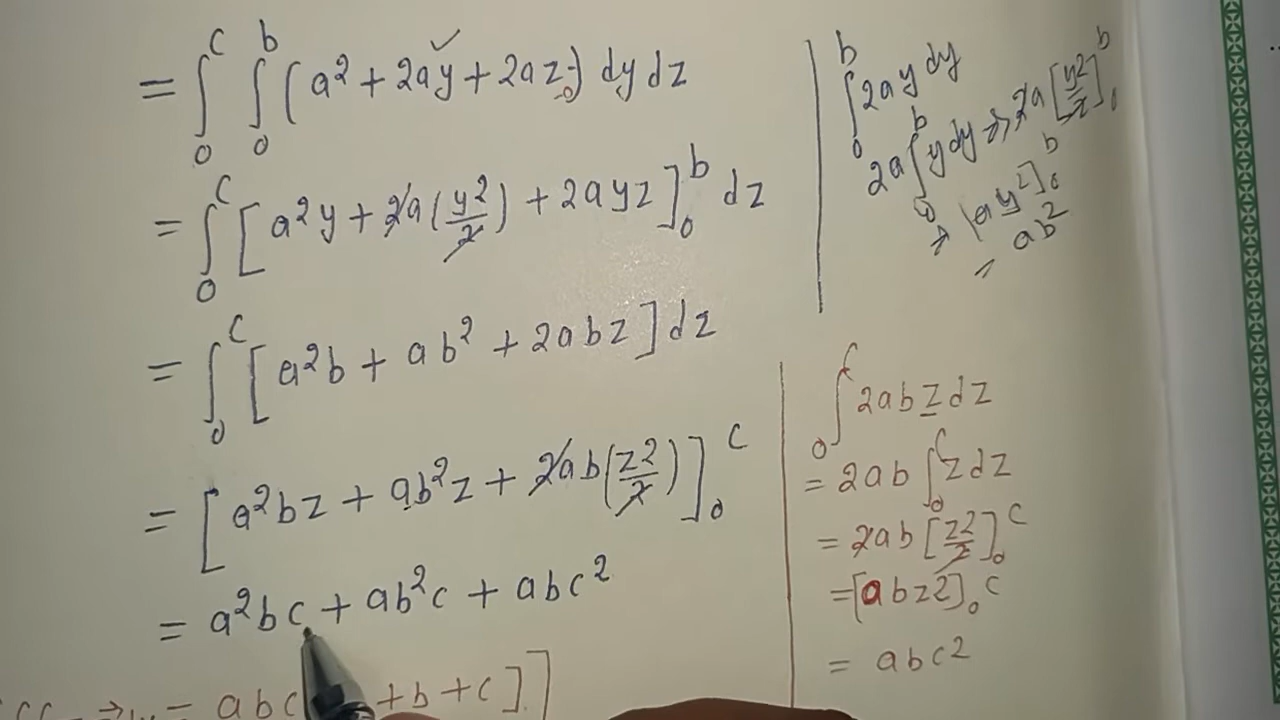 = ∫₀ᶜ ∫₀ᵇ (a² + 2ay + 2az) dy dz
= ∫₀ᶜ [a²y + 2a(y²/2) + 2ayz]₀ᵇ dz
= ∫₀ᶜ [a²b + ab² + 2abz] dz
= [a²bz + ab²z + 2ab(z²/2)]₀ᶜ
= a²bc + ab²c + abc²
= abc +b+c]]
∫₀ᵇ 2ay dy
2a ∫₀ᵇ y dy ⇒ 2a [y²/2]₀ᵇ
[ay²]₀ᵇ
= ab²
∫₀ᶜ 2abz dz
= 2ab ∫₀ᶜ z dz
= 2ab [z²/2]₀ᶜ
= [abz²]₀ᶜ
= abc²